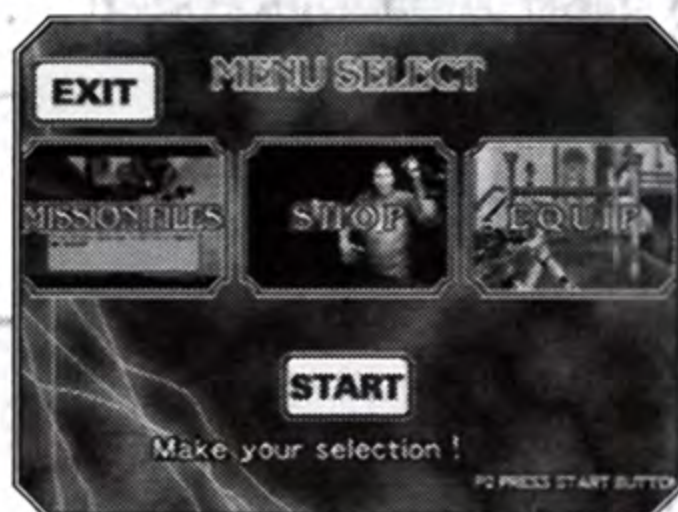 MENU SELECT
EXIT
MISSION FILES
SHOP
EQUIP
START
Make your selection !
P2 PRESS START BUTTON